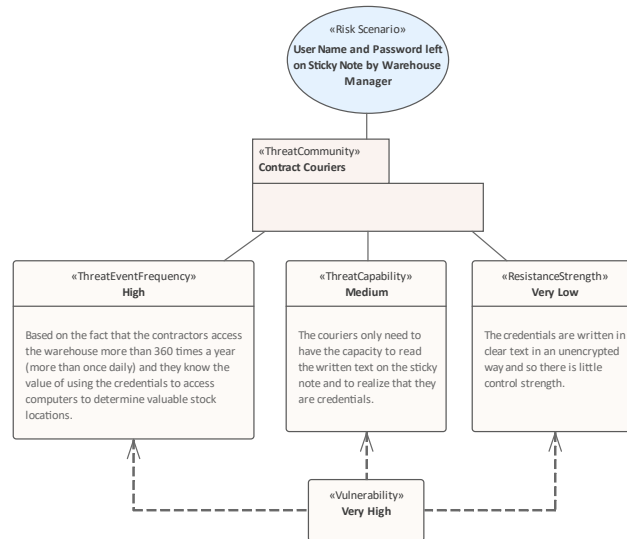 «Risk Scenario»
User Name and Password left
on Sticky Note by Warehouse
Manager
«ThreatCommunity»
Contract Couriers
«ThreatEventFrequency»
High
Based on the fact that the contractors access
the warehouse more than 360 times a year
(more than once daily) and they know the
value of using the credentials to access
computers to determine valuable stock
locations.
«ThreatCapability»
Medium
The couriers only need to
have the capacity to read
the written text on the sticky
note and to realize that they
are credentials.
«ResistanceStrength»
Very Low
The credentials are written in
clear text in an unencrypted
way and so there is little
control strength.
«Vulnerability»
Very High